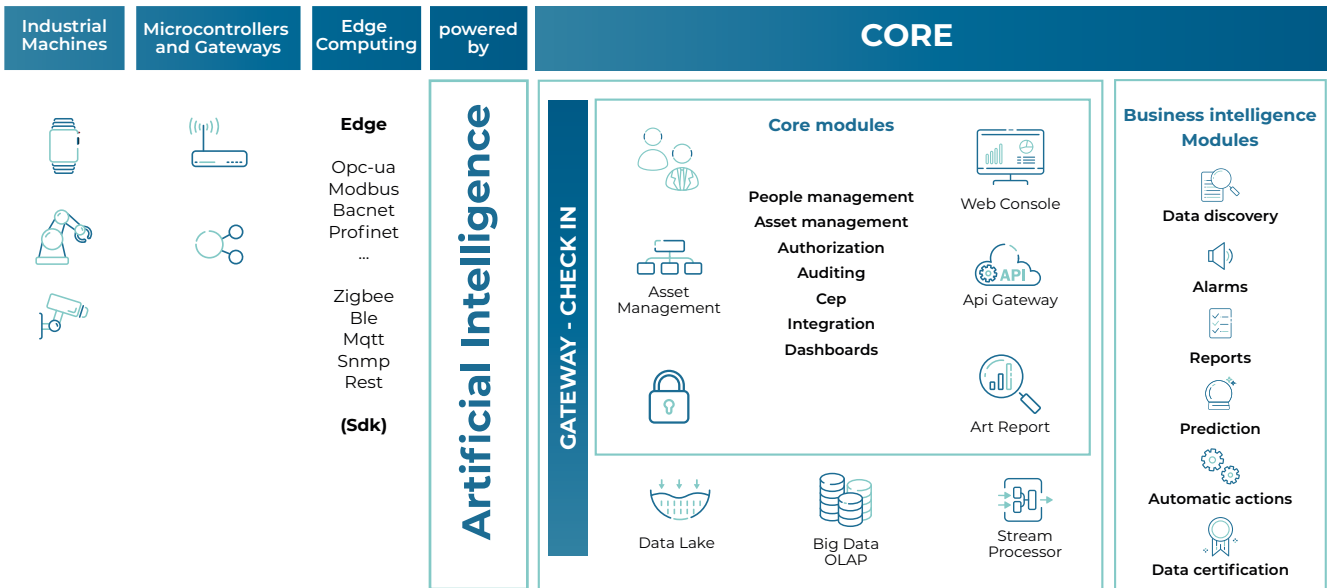 Industrial
Machines
Microcontrollers
and Gateways
Edge
Computing
powered
by
CORE
Edge
Opc-ua
Modbus
Bacnet
Profinet
...
Zigbee
Ble
Mqtt
Snmp
Rest
(Sdk)
Artificial Intelligence
GATEWAY - CHECK IN
Core modules
People management
Asset management
Authorization
Auditing
Cep
Integration
Dashboards
Asset
Management
Web Console
API
Api Gateway
Art Report
Data Lake
Big Data
OLAP
Stream
Processor
Business intelligence
Modules
Data discovery
Alarms
Reports
Prediction
Automatic actions
Data certification